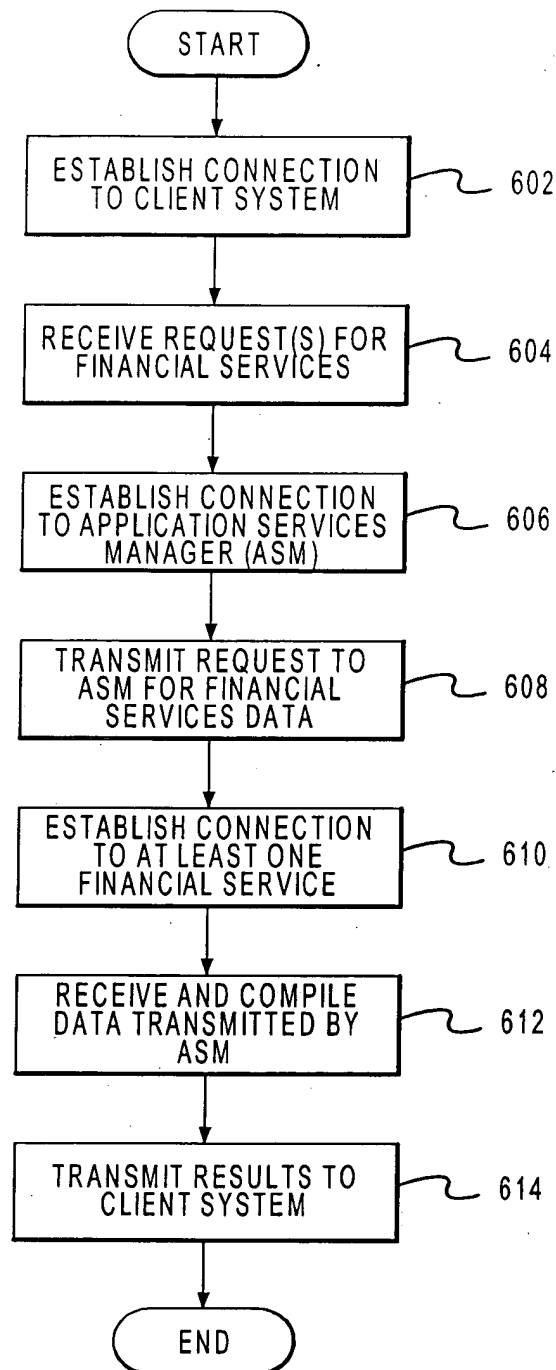 START
ESTABLISH CONNECTION
TO CLIENT SYSTEM
602
RECEIVE REQUEST(S) FOR
FINANCIAL SERVICES
604
ESTABLISH CONNECTION
TO APPLICATION SERVICES
MANAGER (ASM)
606
TRANSMIT REQUEST TO
ASM FOR FINANCIAL
SERVICES DATA
608
ESTABLISH CONNECTION
TO AT LEAST ONE
FINANCIAL SERVICE
610
RECEIVE AND COMPILE
DATA TRANSMITTED BY
ASM
612
TRANSMIT RESULTS TO
CLIENT SYSTEM
614
END